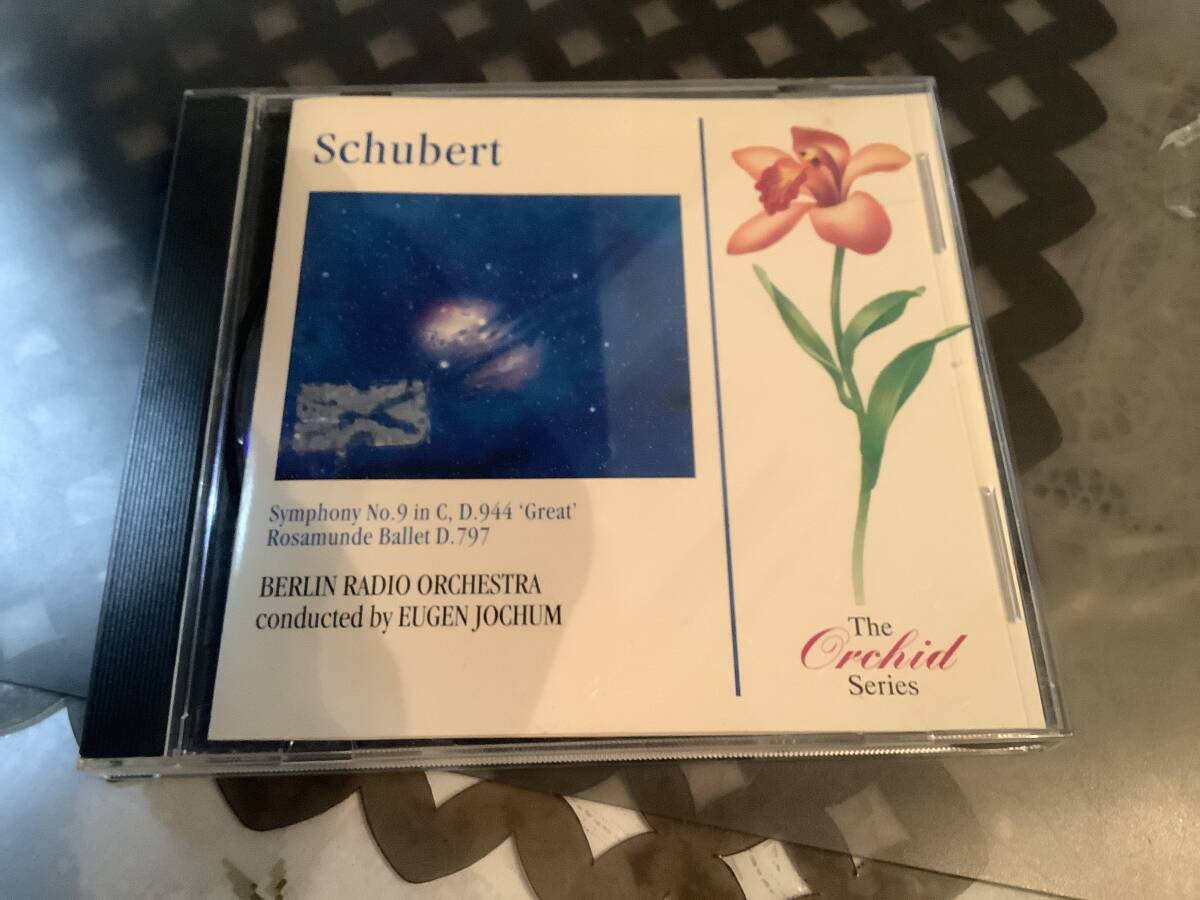 Schubert
Symphony No.9 in C, D.944 ‘Great’
Rosamunde Ballet D.797
BERLIN RADIO ORCHESTRA
conducted by EUGEN JOCHUM
The
Orchid
Series